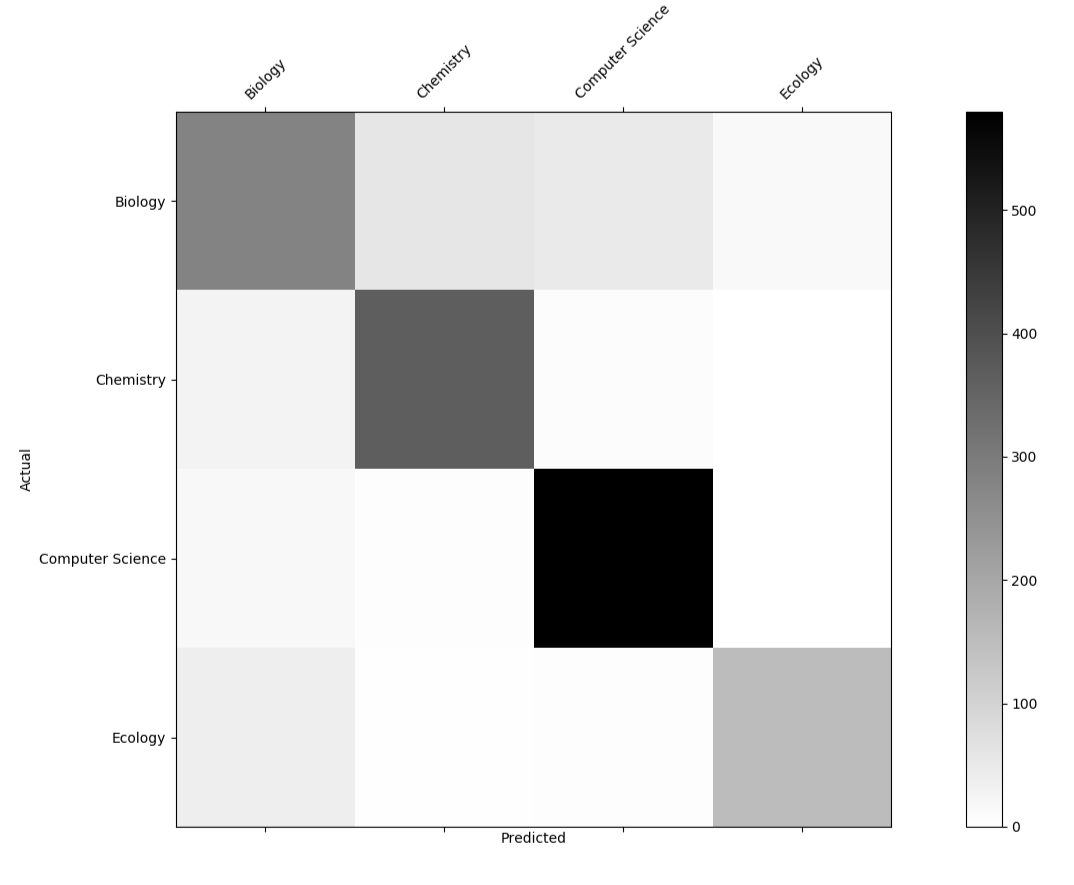 Biology
Chemistry
Computer Science
Ecology
Biology
Chemistry
Computer Science
Ecology
Actual
Predicted
500
400
300
200
100
0